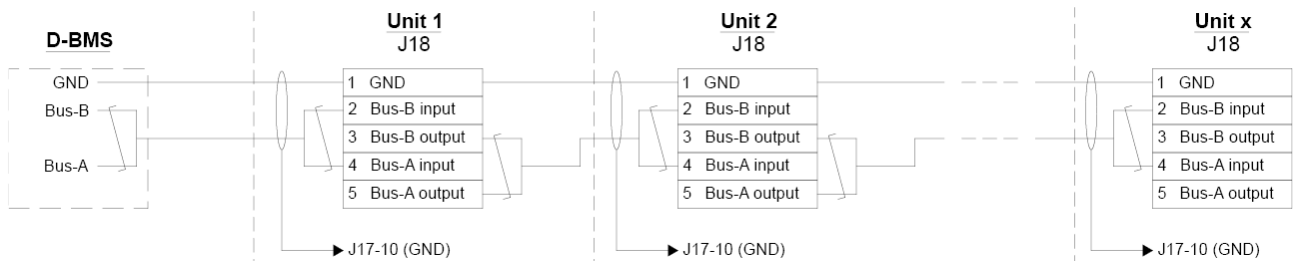 D-BMS
GND
Bus-B
Bus-A
Unit 1
J18
1 GND
2 Bus-B input
3 Bus-B output
4 Bus-A input
5 Bus-A output
J17-10 (GND)
Unit 2
J18
1 GND
2 Bus-B input
3 Bus-B output
4 Bus-A input
5 Bus-A output
J17-10 (GND)
Unit x
J18
1 GND
2 Bus-B input
3 Bus-B output
4 Bus-A input
5 Bus-A output
J17-10 (GND)